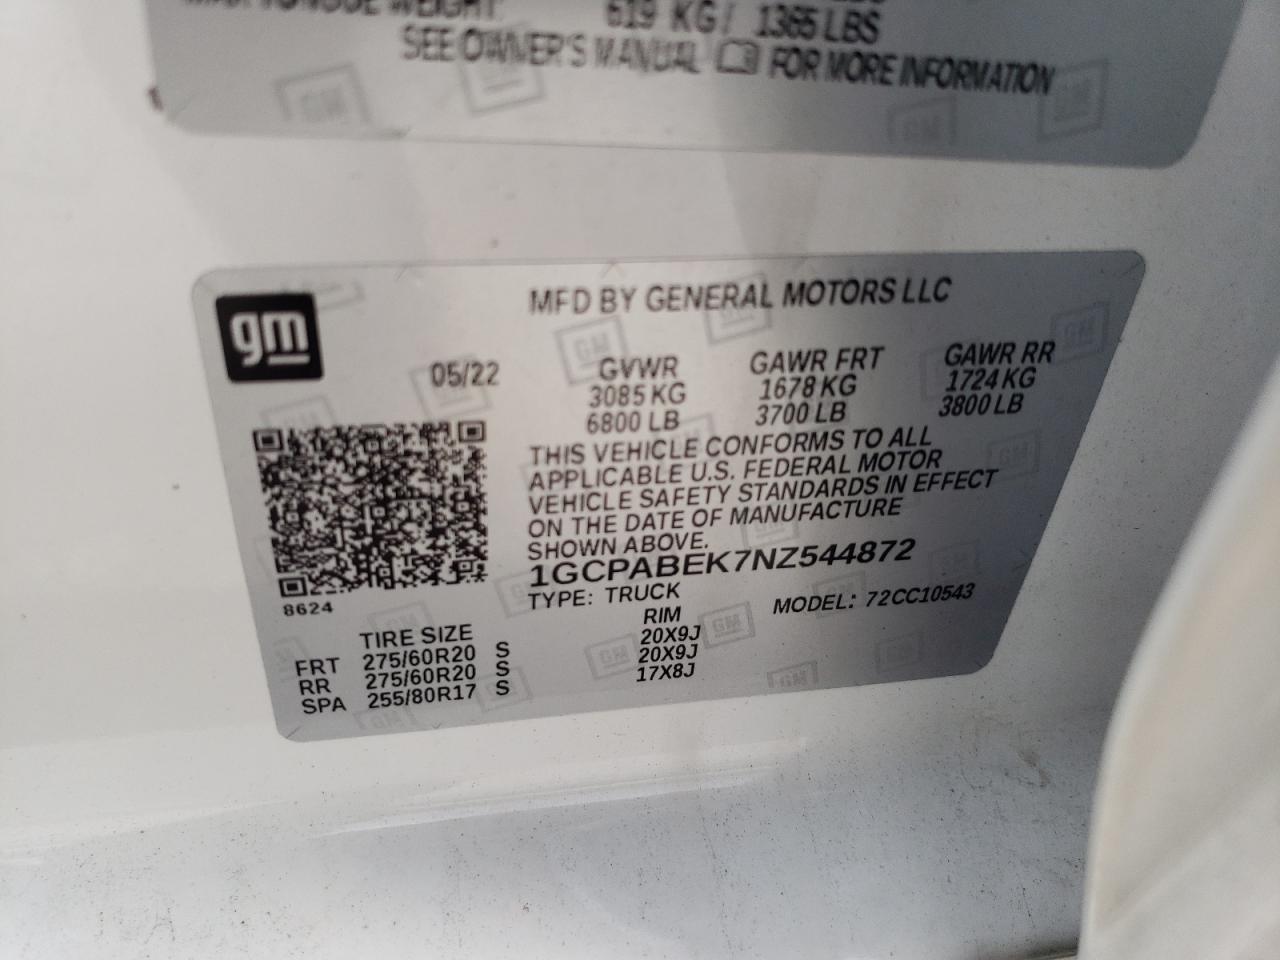 MAX TONGUE WEIGHT: 619 KG/ 1365 LBS
SEE OWNER'S MANUAL FOR MORE INFORMATION
gm
MFD BY GENERAL MOTORS LLC
05/22
GVWR GAWR FRT GAWR RR
3085 KG 1678 KG 1724 KG
6800 LB 3700 LB 3800 LB
THIS VEHICLE CONFORMS TO ALL
APPLICABLE U.S. FEDERAL MOTOR
VEHICLE SAFETY STANDARDS IN EFFECT
ON THE DATE OF MANUFACTURE
SHOWN ABOVE.
1GCPABEK7NZ544872
TYPE: TRUCK MODEL: 72CC10543
8624
TIRE SIZE RIM
FRT 275/60R20 S 20X9J
RR 275/60R20 S 20X9J
SPA 255/80R17 S 17X8J